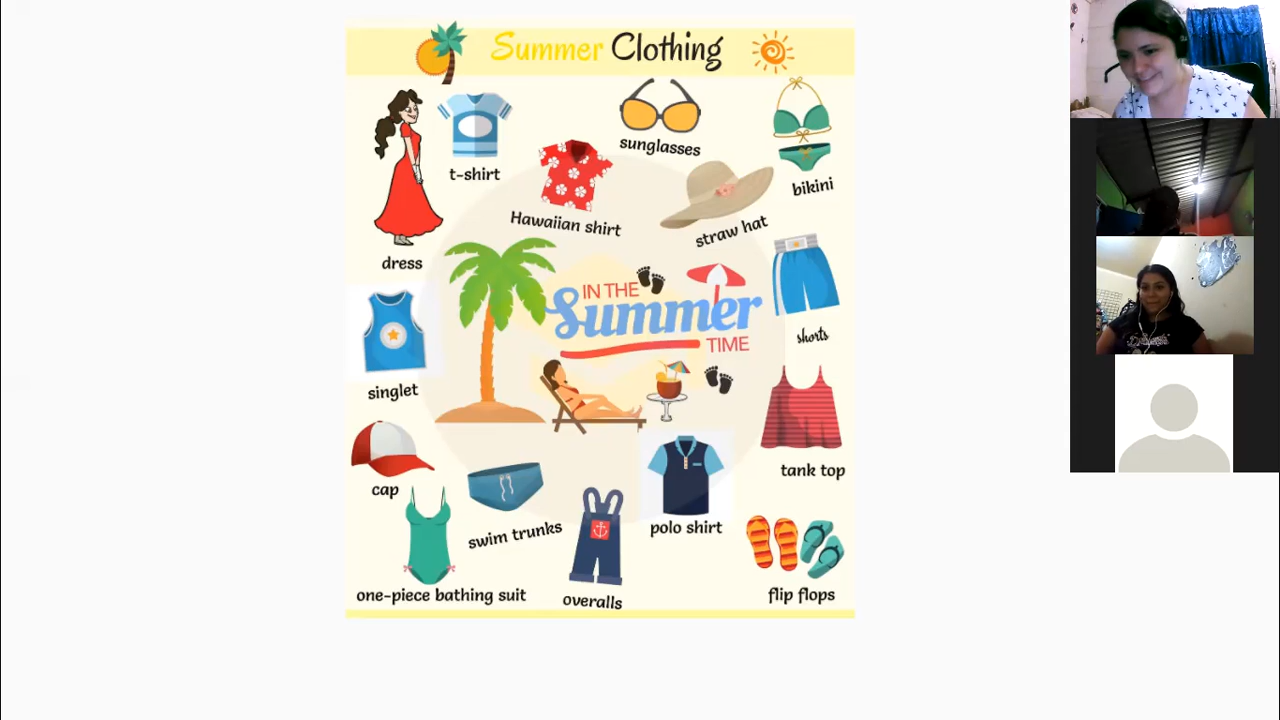 Summer Clothing
sunglasses
t-shirt
bikini
Hawaiian shirt
straw hat
dress
IN THE
Summer
TIME
shorts
singlet
tank top
cap
polo shirt
swim trunks
one-piece bathing suit
overalls
flip flops